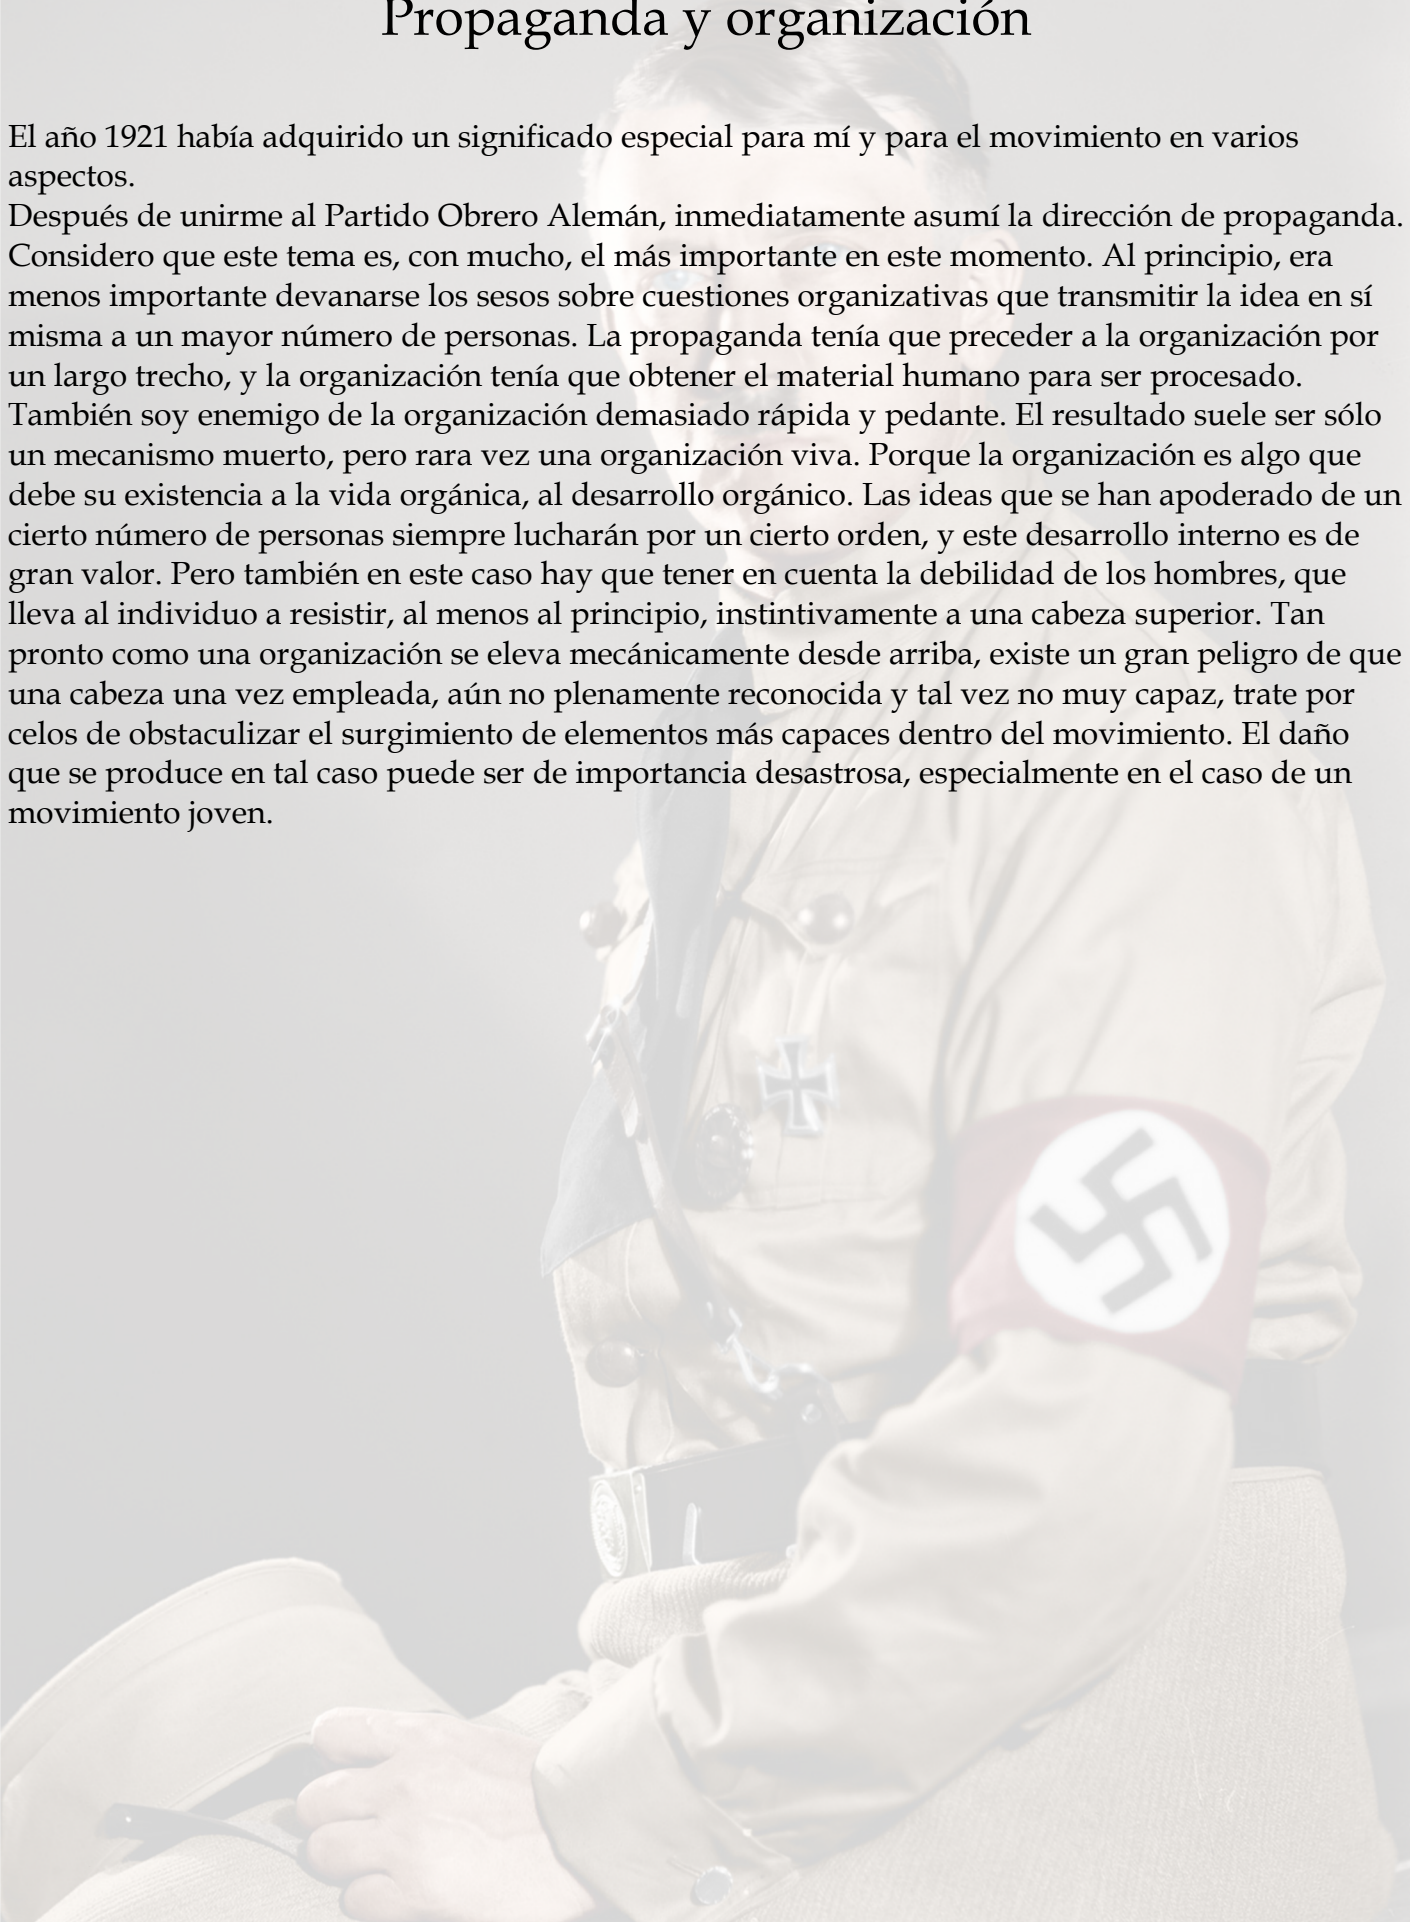 Propaganda y organización
El año 1921 había adquirido un significado especial para mí y para el movimiento en varios
aspectos.
Después de unirme al Partido Obrero Alemán, inmediatamente asumí la dirección de propaganda.
Considero que este tema es, con mucho, el más importante en este momento. Al principio, era
menos importante devanarse los sesos sobre cuestiones organizativas que transmitir la idea en sí
misma a un mayor número de personas. La propaganda tenía que preceder a la organización por
un largo trecho, y la organización tenía que obtener el material humano para ser procesado.
También soy enemigo de la organización demasiado rápida y pedante. El resultado suele ser sólo
un mecanismo muerto, pero rara vez una organización viva. Porque la organización es algo que
debe su existencia a la vida orgánica, al desarrollo orgánico. Las ideas que se han apoderado de un
cierto número de personas siempre lucharán por un cierto orden, y este desarrollo interno es de
gran valor. Pero también en este caso hay que tener en cuenta la debilidad de los hombres, que
lleva al individuo a resistir, al menos al principio, instintivamente a una cabeza superior. Tan
pronto como una organización se eleva mecánicamente desde arriba, existe un gran peligro de que
una cabeza una vez empleada, aún no plenamente reconocida y tal vez no muy capaz, trate por
celos de obstaculizar el surgimiento de elementos más capaces dentro del movimiento. El daño
que se produce en tal caso puede ser de importancia desastrosa, especialmente en el caso de un
movimiento joven.